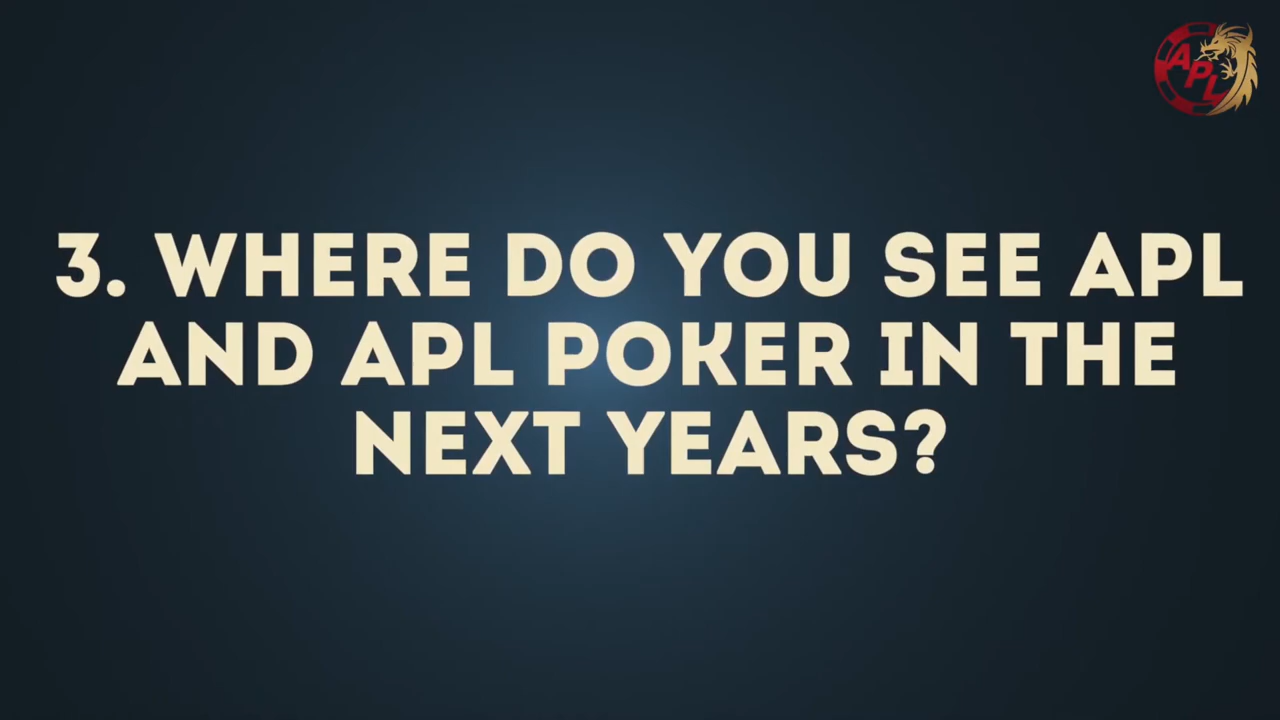 APL
3. WHERE DO YOU SEE APL
AND APL POKER IN THE
NEXT YEARS?